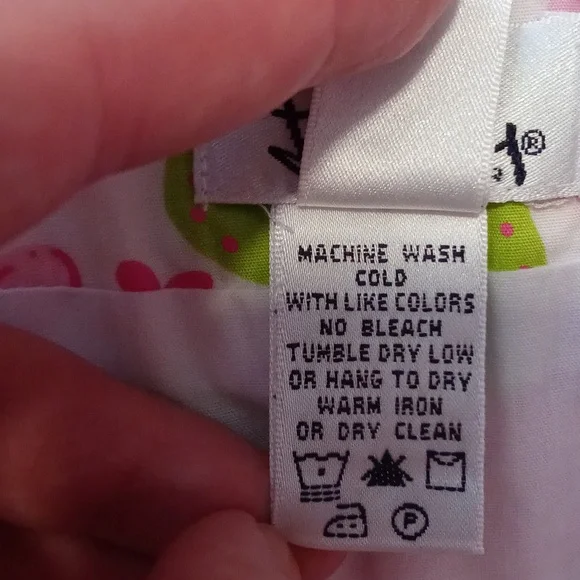 ®
MACHINE WASH
COLD
WITH LIKE COLORS
NO BLEACH
TUMBLE DRY LOW
OR HANG TO DRY
WARM IRON
OR DRY CLEAN
P